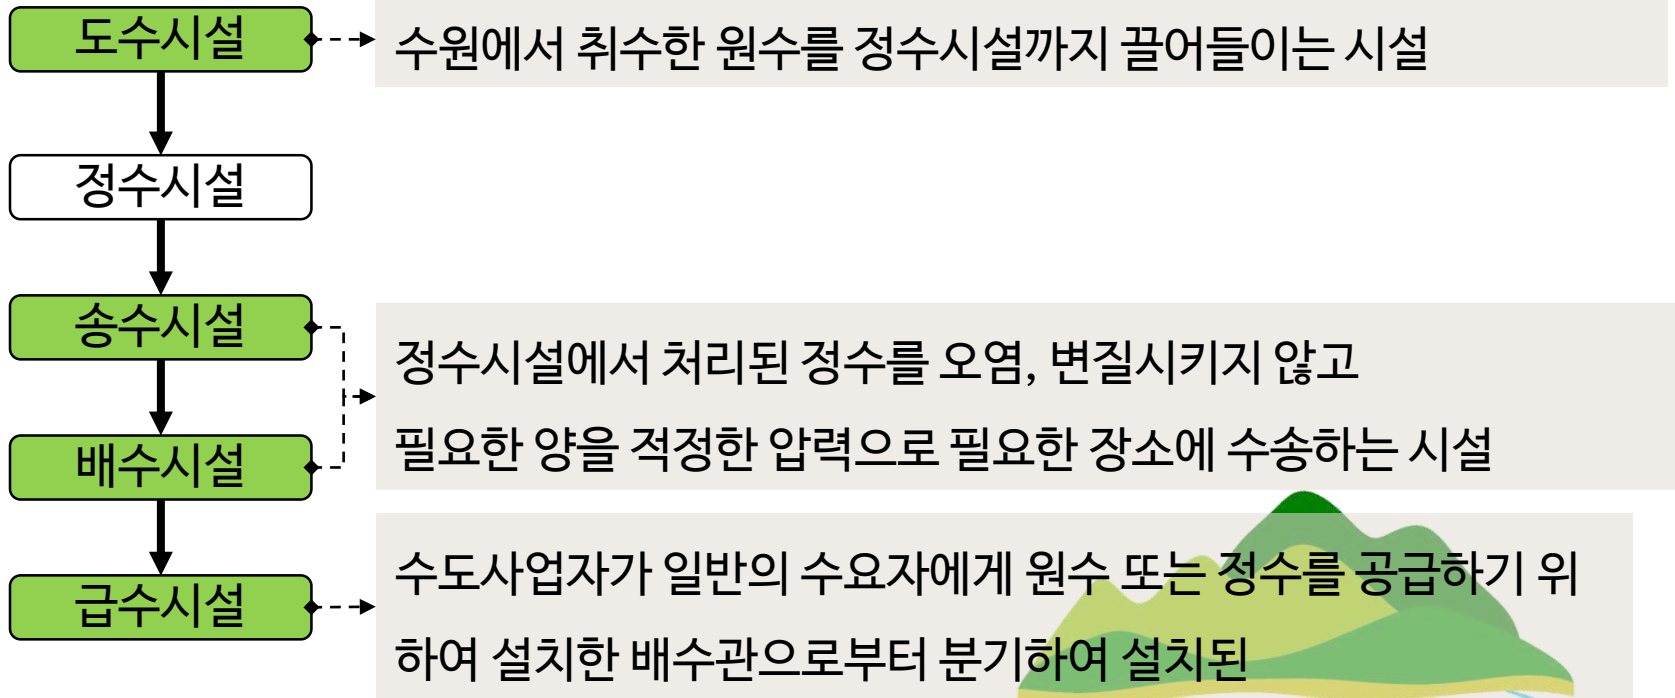 도수시설
수원에서 취수한 원수를 정수시설까지 끌어들이는 시설
정수시설
송수시설
정수시설에서 처리된 정수를 오염, 변질시키지 않고
필요한 양을 적정한 압력으로 필요한 장소에 수송하는 시설
배수시설
급수시설
수도사업자가 일반의 수요자에게 원수 또는 정수를 공급하기 위
하여 설치한 배수관으로부터 분기하여 설치된